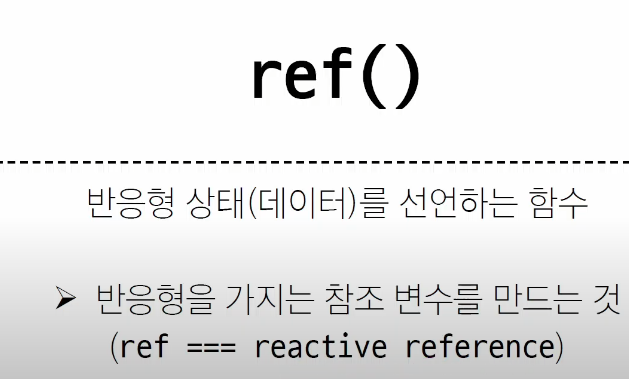 ref()
반응형 상태(데이터)를 선언하는 함수
➤ 반응형을 가지는 참조 변수를 만드는 것
(ref === reactive reference)